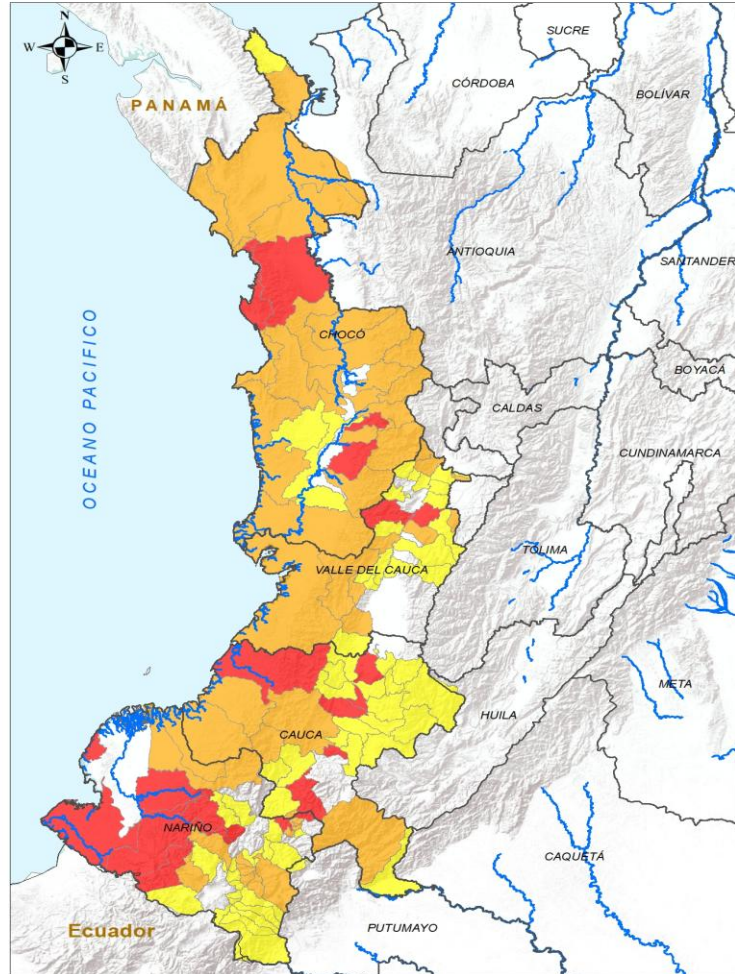 N
W E
S
SUCRE
CÓRDOBA
BOLÍVAR
PANAMÁ
ANTIOQUIA
SANTANDER
OCEANO PACIFICO
CHOCÓ
BOYACÁ
CALDAS
CUNDINAMARCA
TOLIMA
VALLE DEL CAUCA
META
HUILA
CAUCA
NARIÑO
CAQUETÁ
Ecuador
PUTUMAYO